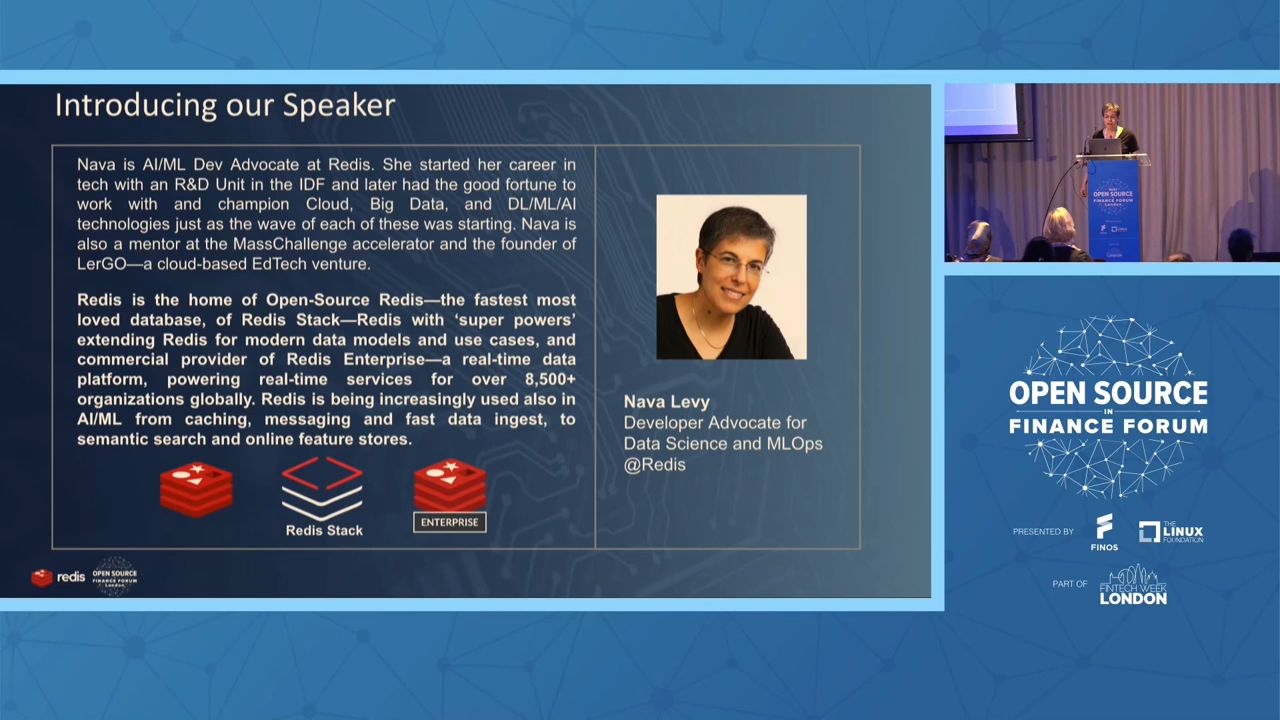 Introducing our Speaker
Nava is AI/ML Dev Advocate at Redis. She started her career in
tech with an R&D Unit in the IDF and later had the good fortune to
work with and champion Cloud, Big Data, and DL/ML/AI
technologies just as the wave of each of these was starting. Nava is
also a mentor at the MassChallenge accelerator and the founder of
LerGO—a cloud-based EdTech venture.
Redis is the home of Open-Source Redis—the fastest most
loved database, of Redis Stack—Redis with ‘super powers’
extending Redis for modern data models and use cases, and
commercial provider of Redis Enterprise—a real-time data
platform, powering real-time services for over 8,500+
organizations globally. Redis is being increasingly used also in
AI/ML from caching, messaging and fast data ingest, to
semantic search and online feature stores.
Redis Stack
ENTERPRISE
Nava Levy
Developer Advocate for
Data Science and MLOps
@Redis
redis
OPEN SOURCE
IN
FINANCE FORUM
London
OPEN SOURCE
IN
FINANCE FORUM
London
OPEN SOURCE
IN
FINANCE FORUM
PRESENTED BY
FINOS
THE
LINUX
FOUNDATION
PART OF
FINTECH WEEK
LONDON